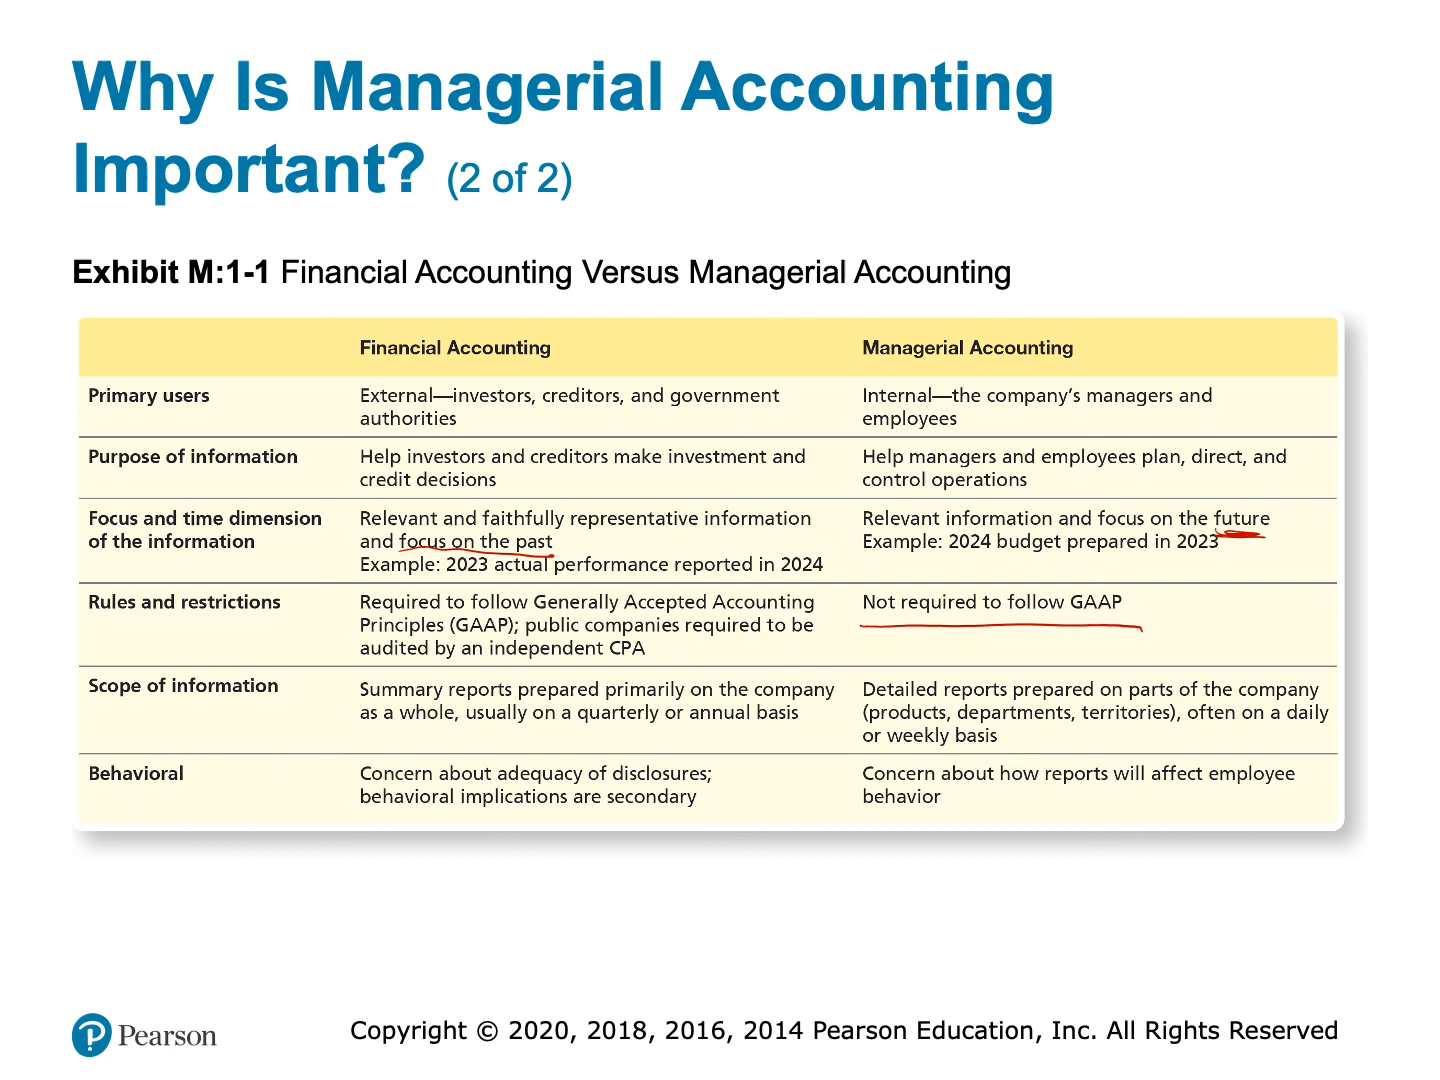 Why Is Managerial Accounting
Important? (2 of 2)
Exhibit M:1-1 Financial Accounting Versus Managerial Accounting
Financial Accounting Managerial Accounting
Primary users External—investors, creditors, and government Internal—the company's managers and
authorities employees
Purpose of information Help investors and creditors make investment and Help managers and employees plan, direct, and
credit decisions control operations
Focus and time dimension Relevant and faithfully representative information Relevant information and focus on the future
of the information and focus on the past Example: 2024 budget prepared in 2023
Example: 2023 actual performance reported in 2024
Rules and restrictions Required to follow Generally Accepted Accounting Not required to follow GAAP
Principles (GAAP); public companies required to be
audited by an independent CPA
Scope of information Summary reports prepared primarily on the company Detailed reports prepared on parts of the company
as a whole, usually on a quarterly or annual basis (products, departments, territories), often on a daily
or weekly basis
Behavioral Concern about adequacy of disclosures; Concern about how reports will affect employee
behavioral implications are secondary behavior
Pearson Copyright © 2020, 2018, 2016, 2014 Pearson Education, Inc. All Rights Reserved